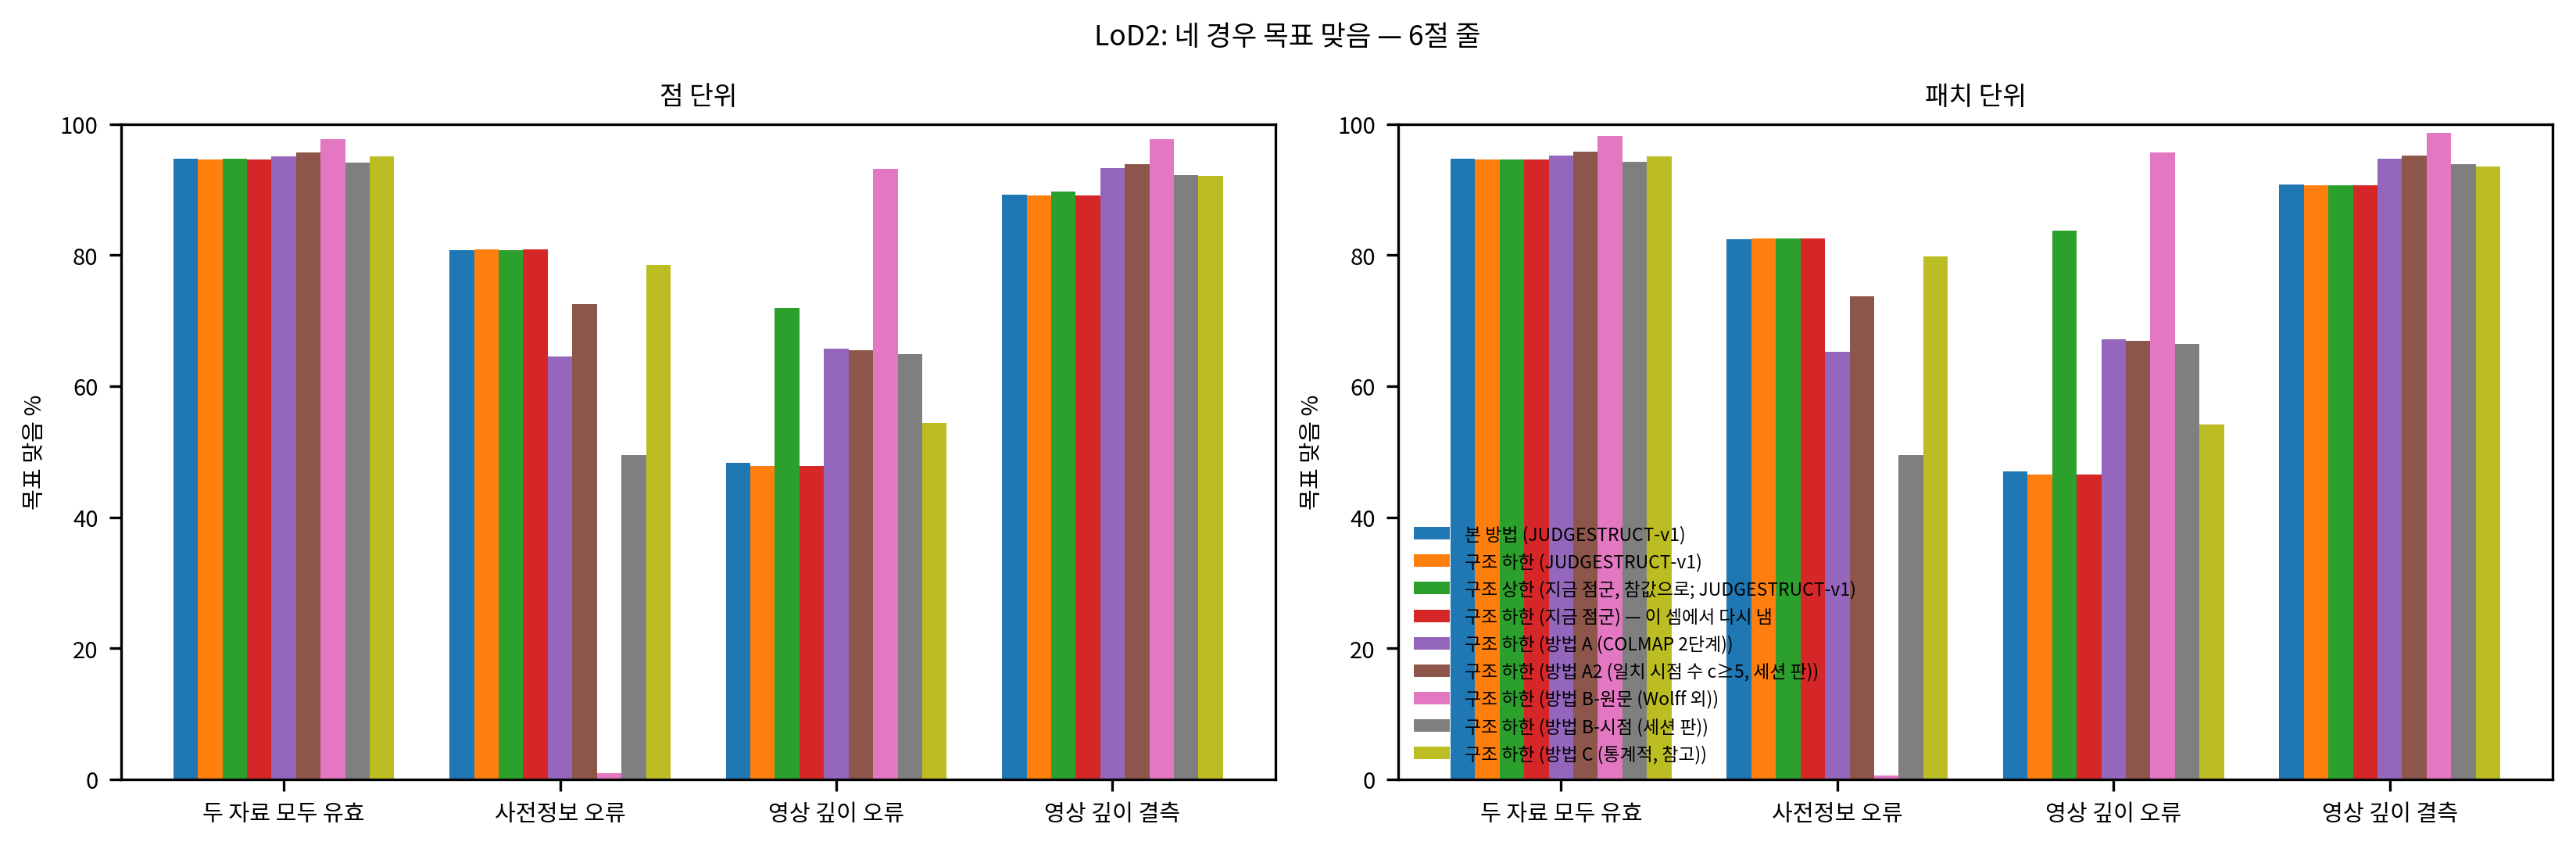 LoD2: 네 경우 목표 맞음 — 6절 줄
점 단위
목표 맞음 %
100
80
60
40
20
0
두 자료 모두 유효
사전정보 오류
영상 깊이 오류
영상 깊이 결측
패치 단위
목표 맞음 %
100
80
60
40
20
0
본 방법 (JUDGESTRUCT-v1)
구조 하한 (JUDGESTRUCT-v1)
구조 상한 (지금 점군, 참값으로; JUDGESTRUCT-v1)
구조 하한 (지금 점군) — 이 셈에서 다시 냄
구조 하한 (방법 A (COLMAP 2단계))
구조 하한 (방법 A2 (일치 시점 수 c≥5, 세션 판))
구조 하한 (방법 B-원문 (Wolff 외))
구조 하한 (방법 B-시점 (세션 판))
구조 하한 (방법 C (통계적, 참고))
두 자료 모두 유효
사전정보 오류
영상 깊이 오류
영상 깊이 결측